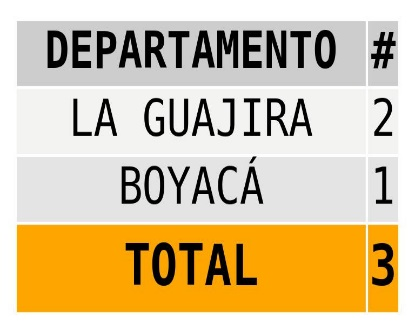 DEPARTAMENTO #
LA GUAJIRA 2
BOYACÁ 1
TOTAL 3